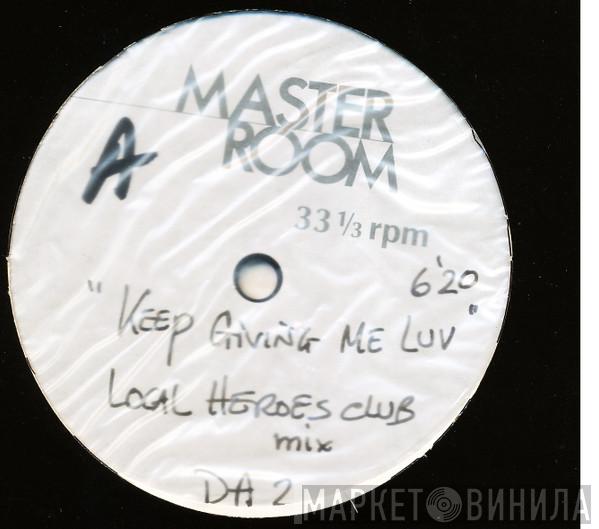 MASTER
ROOM
A
33 1/3 rpm
6'20
"KEEP GIVING ME LUV"
LOCAL HEROES CLUB
mix
DA 2
МАРКЕТ ВИНИЛА